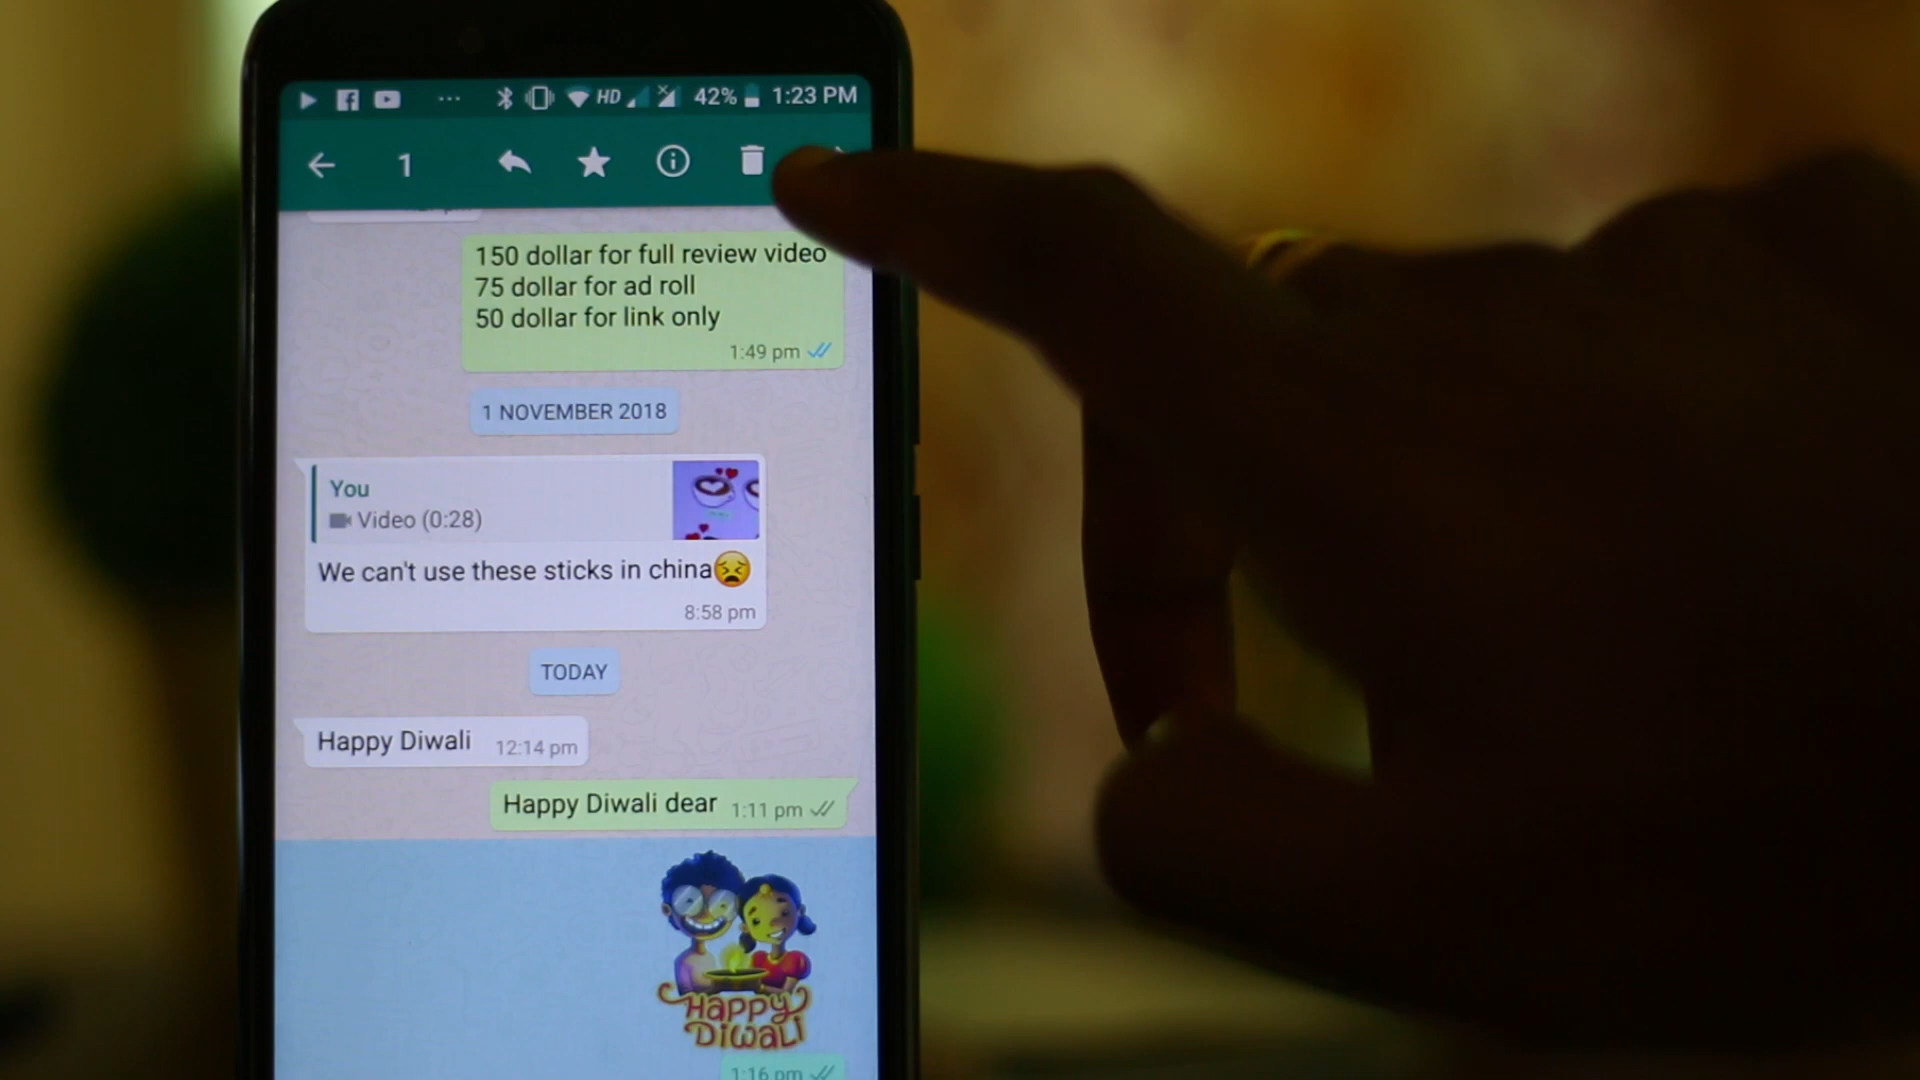 HD 42% 1:23 PM
1
150 dollar for full review video
75 dollar for ad roll
50 dollar for link only
1:49 pm
1 NOVEMBER 2018
You
Video (0:28)
We can't use these sticks in china
8:58 pm
TODAY
Happy Diwali 12:14 pm
Happy Diwali dear 1:11 pm
Happy
Diwali
1:16 pm